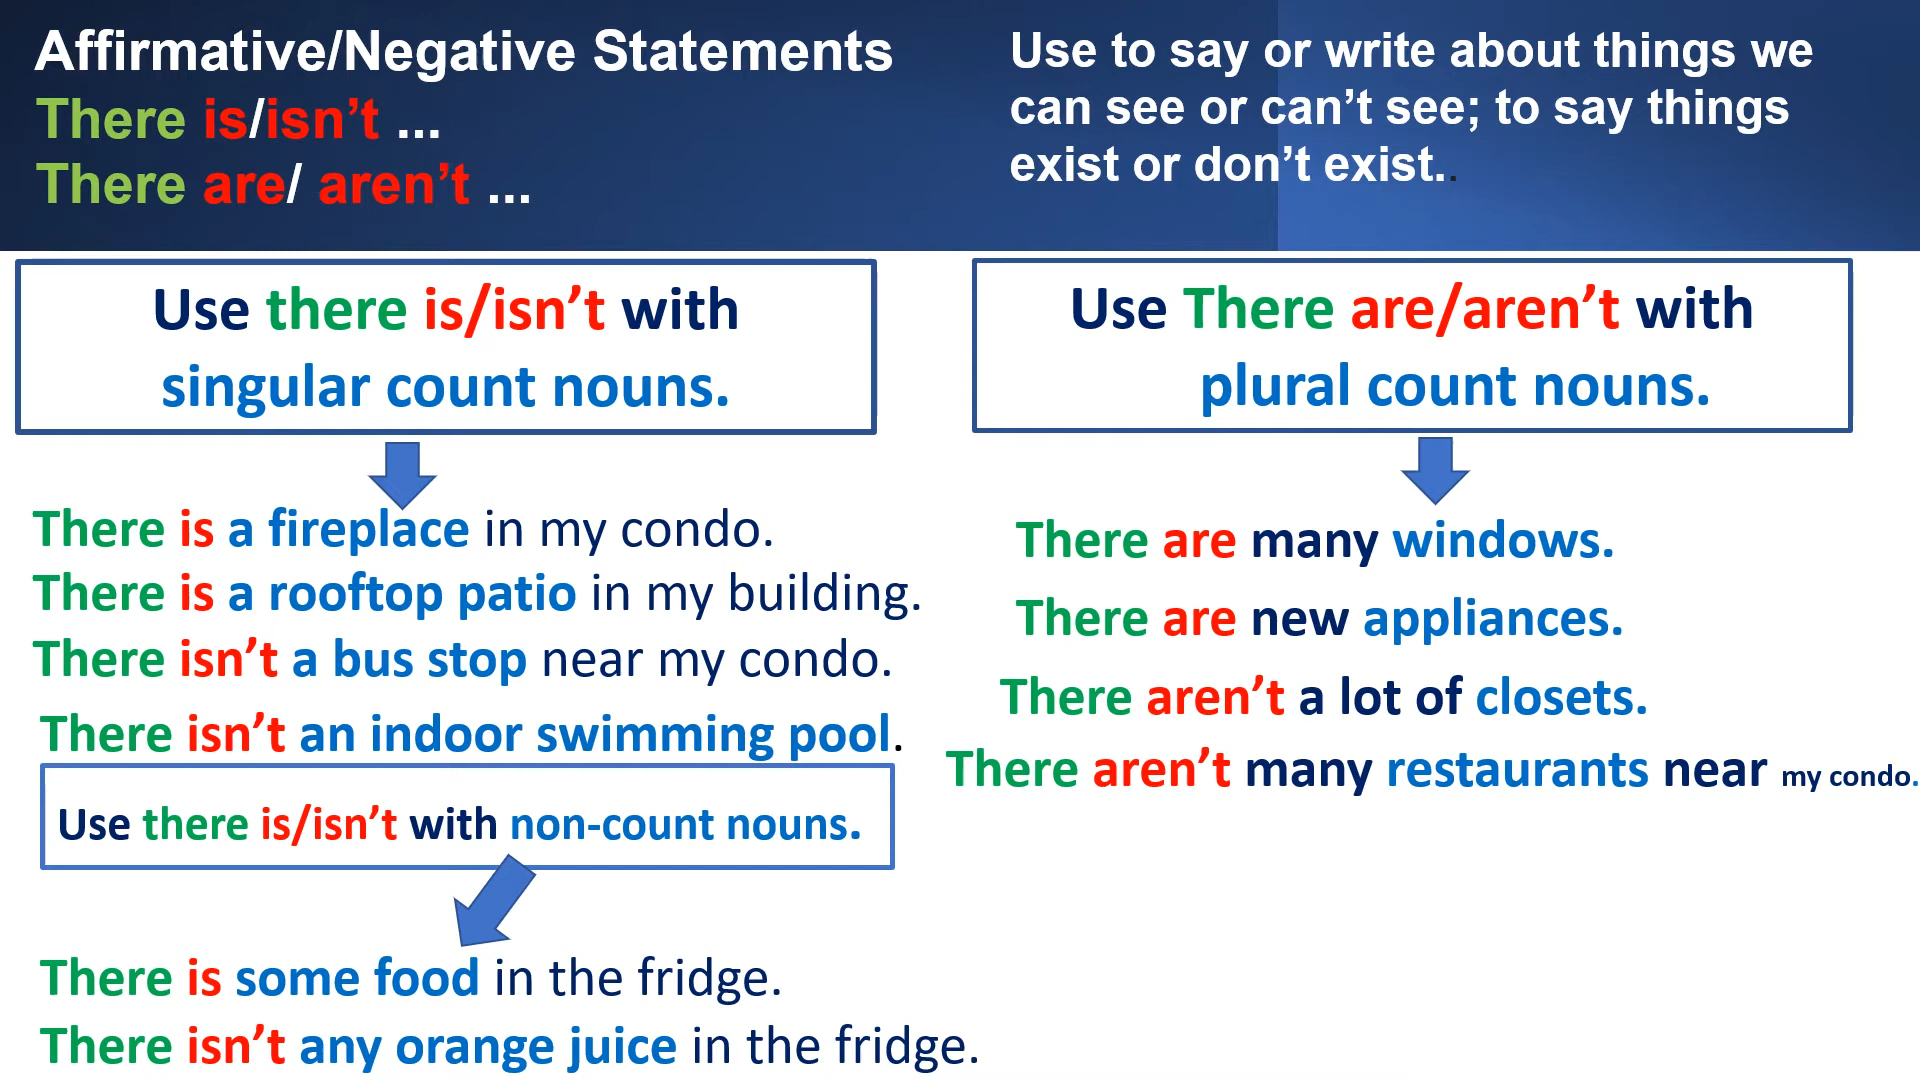 Affirmative/Negative Statements
There is/isn't ...
There are/ aren't ...
Use to say or write about things we
can see or can't see; to say things
exist or don't exist..
Use there is/isn't with
singular count nouns.
There is a fireplace in my condo.
There is a rooftop patio in my building.
There isn't a bus stop near my condo.
There isn't an indoor swimming pool.
Use there is/isn't with non-count nouns.
There is some food in the fridge.
There isn't any orange juice in the fridge.
Use There are/aren't with
plural count nouns.
There are many windows.
There are new appliances.
There aren't a lot of closets.
There aren't many restaurants near my condo.